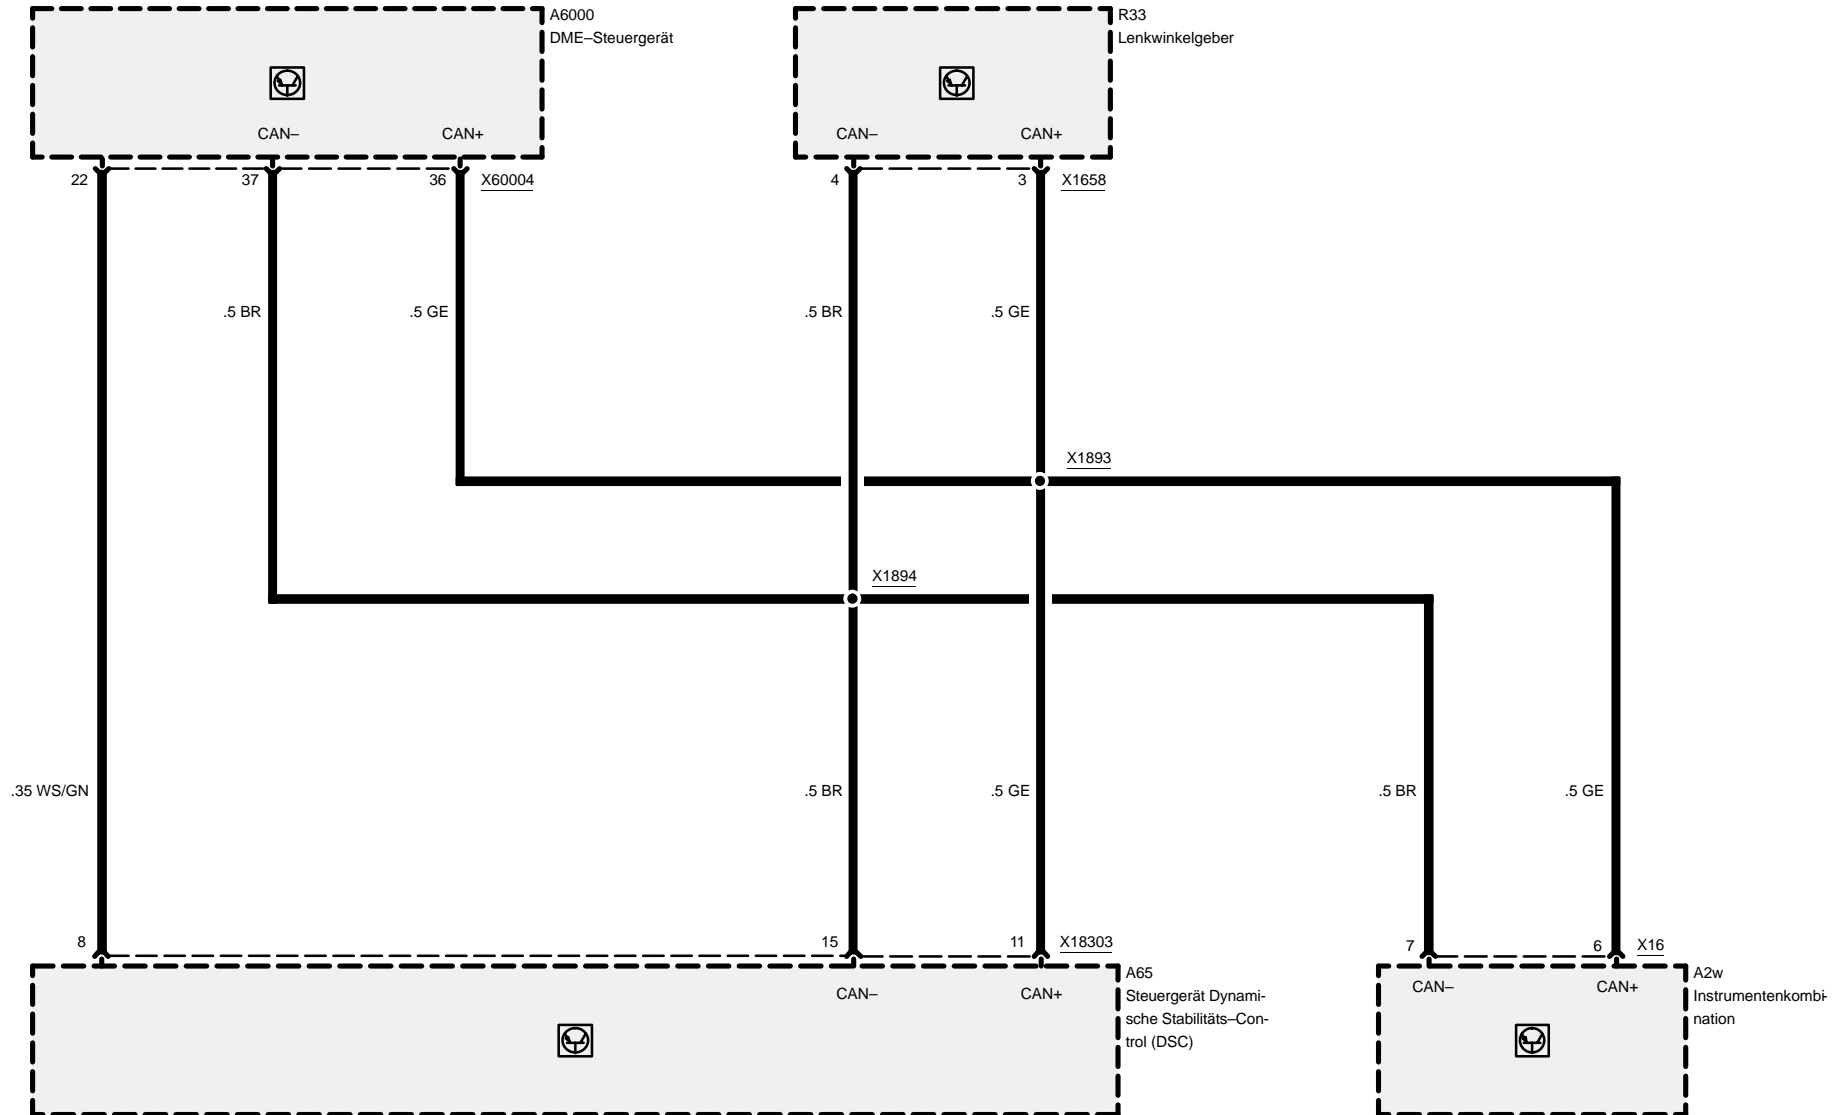 A6000
DME–Steuergerät
R33
Lenkwinkelgeber
CAN–
CAN+
CAN–
CAN+
22
37
36
X60004
4
3
X1658
.5 BR
.5 GE
.5 BR
.5 GE
X1893
X1894
.35 WS/GN
.5 BR
.5 GE
.5 BR
.5 GE
8
15
11
X18303
7
6
X16
A65
Steuergerät Dynami-
sche Stabilitäts–Con-
trol (DSC)
CAN–
CAN+
A2w
Instrumentenkombi-
nation
CAN–
CAN+